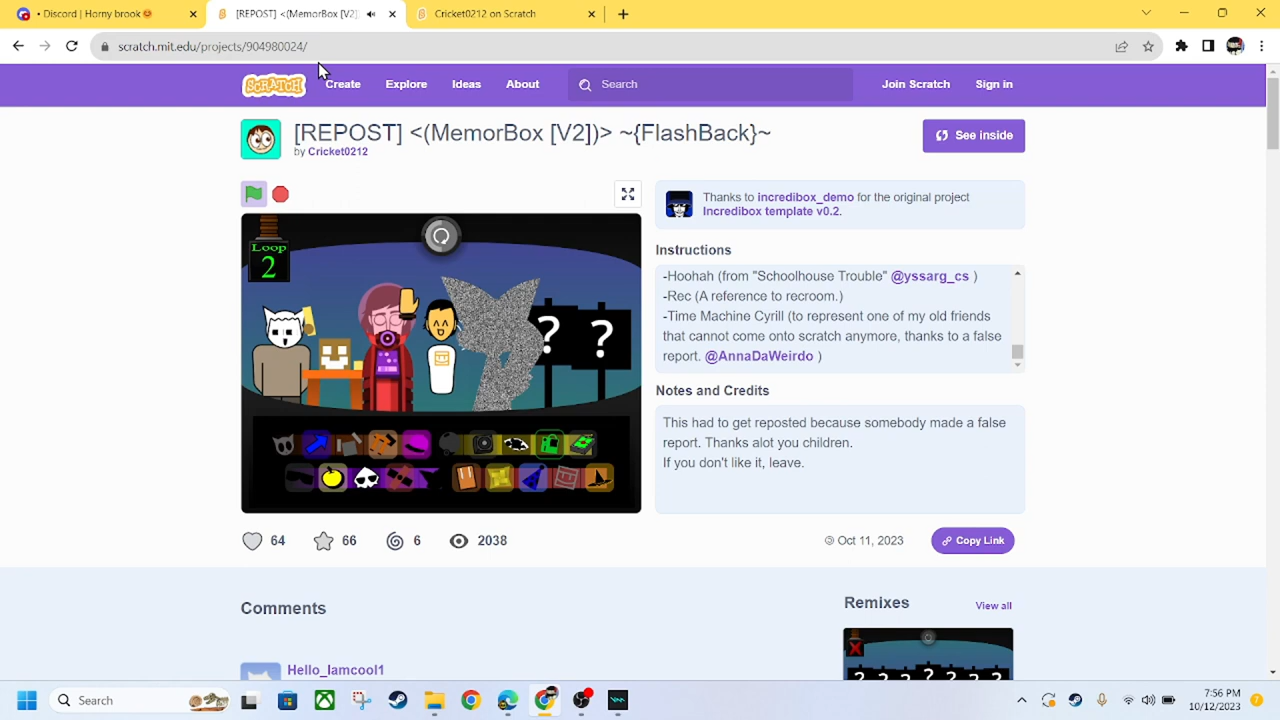 Discord | Horny brook
[REPOST] <(MemorBox [V2]
Cricket0212 on Scratch
scratch.mit.edu/projects/904980024/
SCRATCH
Create
Explore
Ideas
About
Search
Join Scratch
Sign in
[REPOST] <(MemorBox [V2])> ~{FlashBack}~
by Cricket0212
See inside
Thanks to incredibox_demo for the original project
Incredibox template v0.2.
Loop
2
? ?
Instructions
-Hoohah (from "Schoolhouse Trouble" @yssarg_cs )
-Rec (A reference to recroom.)
-Time Machine Cyrill (to represent one of my old friends
that cannot come onto scratch anymore, thanks to a false
report. @AnnaDaWeirdo )
Notes and Credits
This had to get reposted because somebody made a false
report. Thanks alot you children.
If you don't like it, leave.
64
66
6
2038
© Oct 11, 2023
Copy Link
Comments
Remixes
View all
Hello_Iamcool1
X
? ? ? ? ? ? ?
Search
7:56 PM
10/12/2023
7